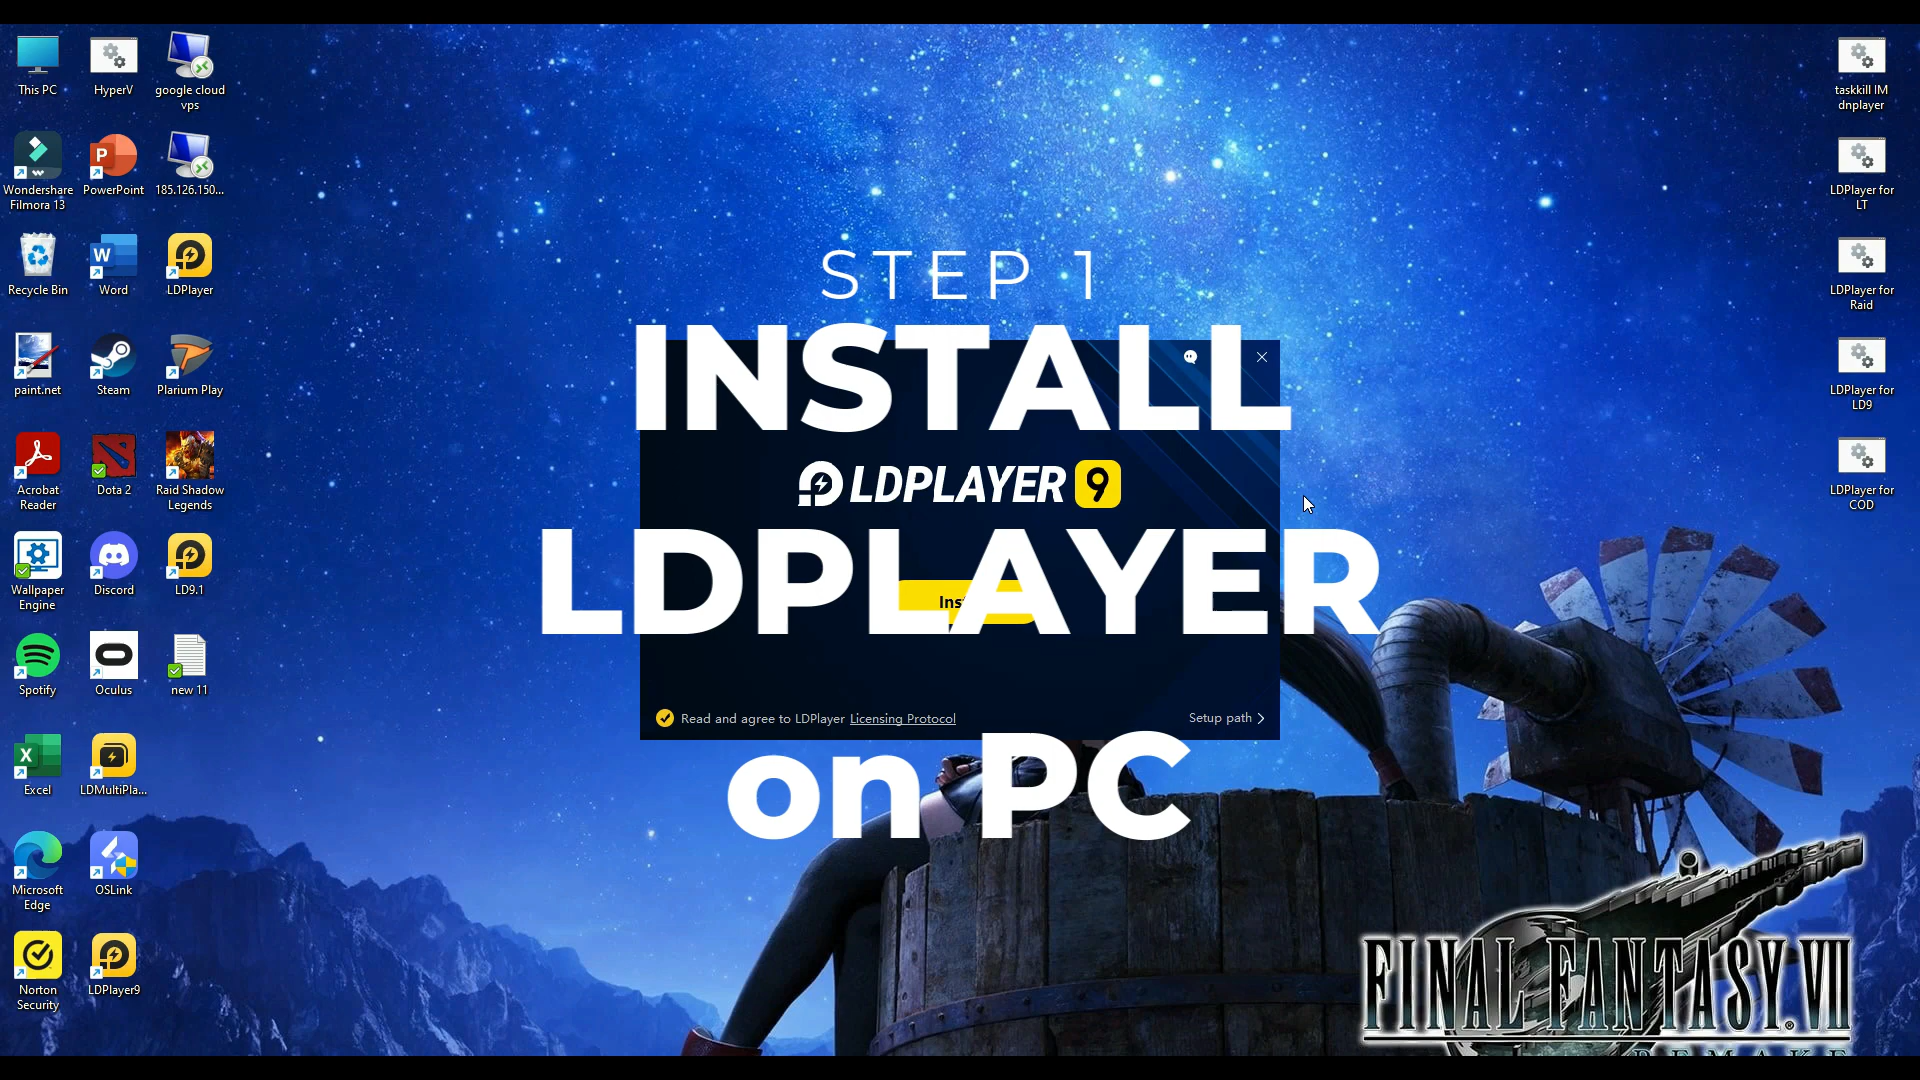 This PC
HyperV
google cloud
vps
Wondershare
Filmora 13
PowerPoint
185.126.150...
Recycle Bin
Word
LDPlayer
paint.net
Steam
Plarium Play
Acrobat
Reader
Dota 2
Raid Shadow
Legends
Wallpaper
Engine
Discord
LD9.1
Spotify
Oculus
new 11
Excel
LDMultiPla...
Microsoft
Edge
OSLink
Norton
Security
LDPlayer9
STEP 1
INSTALL
LDPLAYER 9
LDPLAYER
Read and agree to LDPlayer Licensing Protocol
Setup path
on PC
taskkill IM
dnplayer
LDPlayer for
LT
LDPlayer for
Raid
LDPlayer for
LD9
LDPlayer for
COD
FINAL FANTASY VII